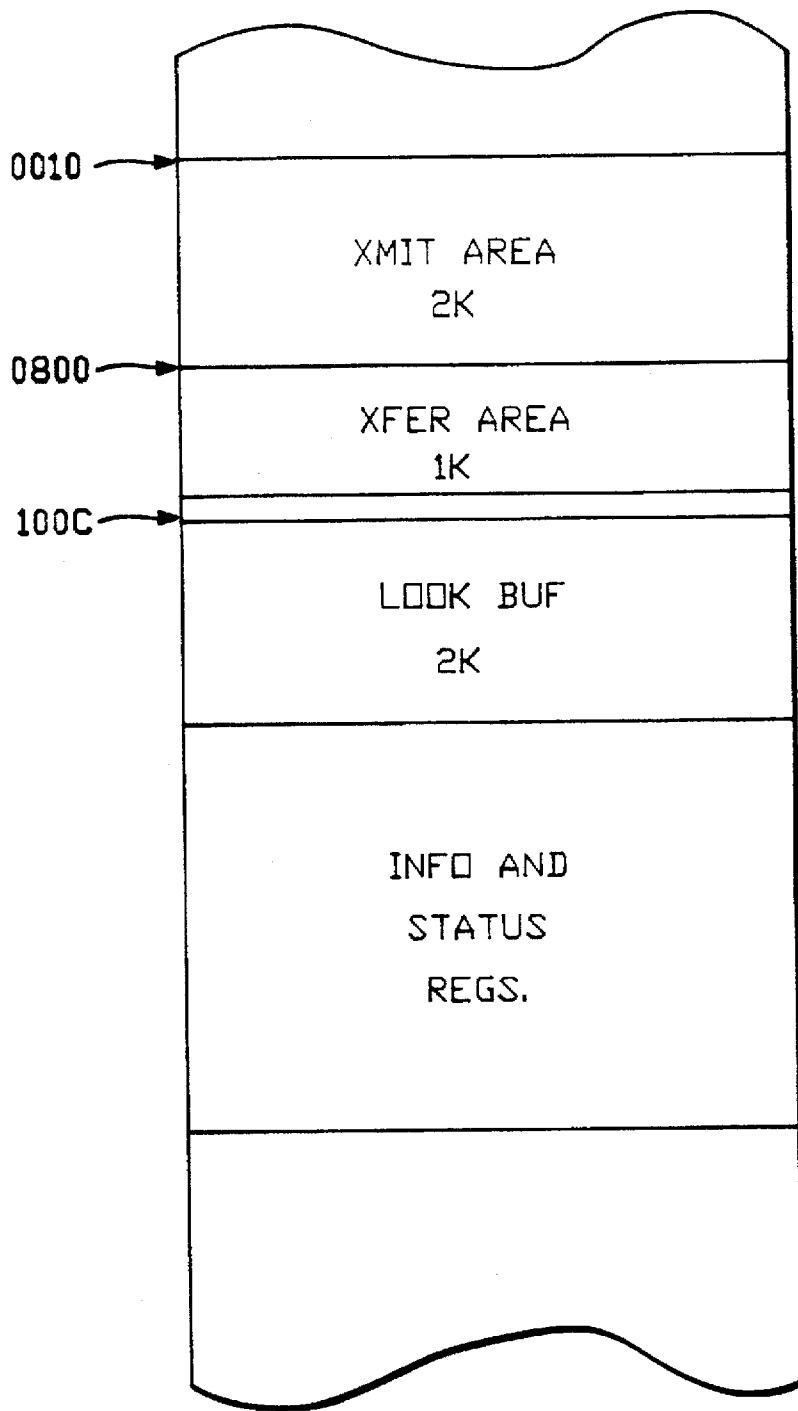 0010
XMIT AREA
2K
0800
XFER AREA
1K
100C
LOOK BUF
2K
INFO AND
STATUS
REGS.